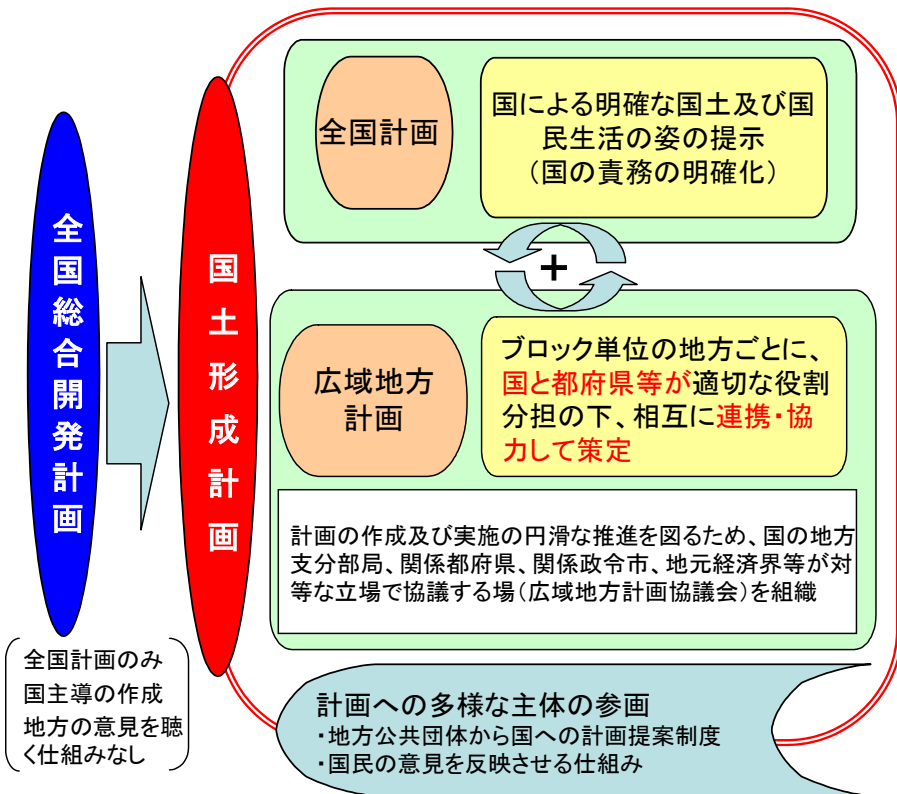 全国総合開発計画
全国計画のみ
国主導の作成
地方の意見を聴
く仕組みなし
国土形成計画
全国計画
国による明確な国土及び国
民生活の姿の提示
(国の責務の明確化)
+
広域地方
計画
ブロック単位の地方ごとに、
国と都府県等が適切な役割
分担の下、相互に連携・協
力して策定
計画の作成及び実施の円滑な推進を図るため、国の地方
支分部局、関係都府県、関係政令市、地元経済界等が対
等な立場で協議する場(広域地方計画協議会)を組織
計画への多様な主体の参画
・地方公共団体から国への計画提案制度
・国民の意見を反映させる仕組み